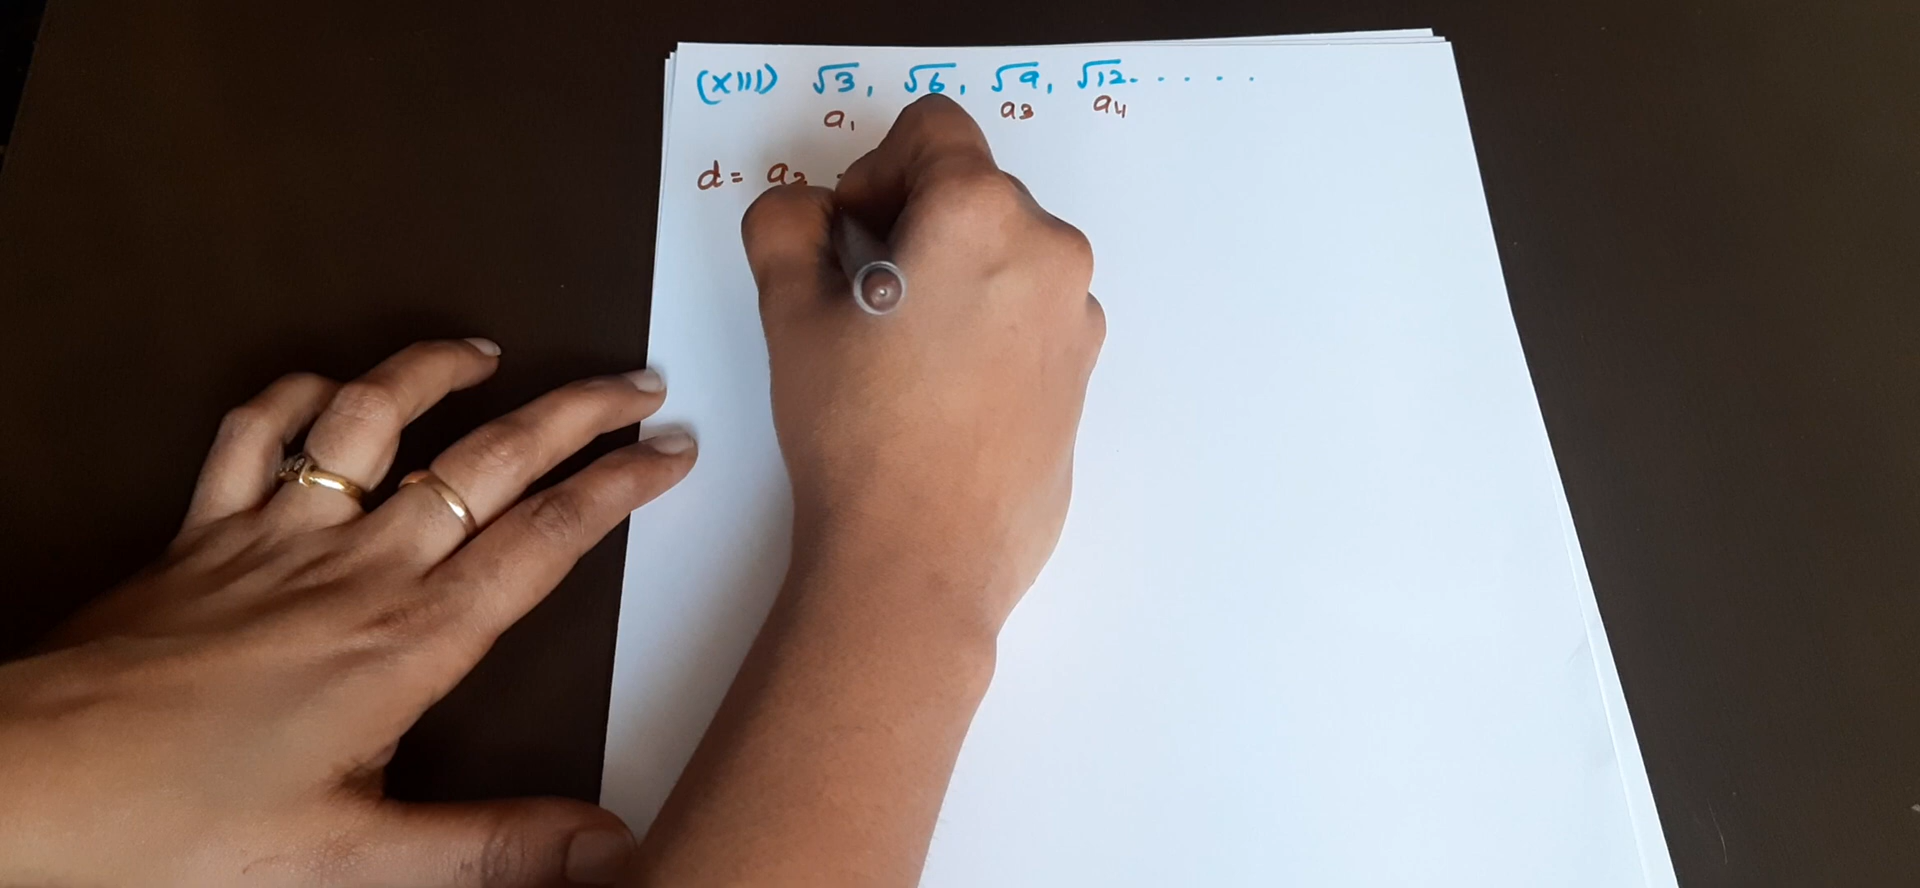 (XIII) √3, √6, √9, √12. . . . . .
a₁ a₃ a₄
d = a₂ -